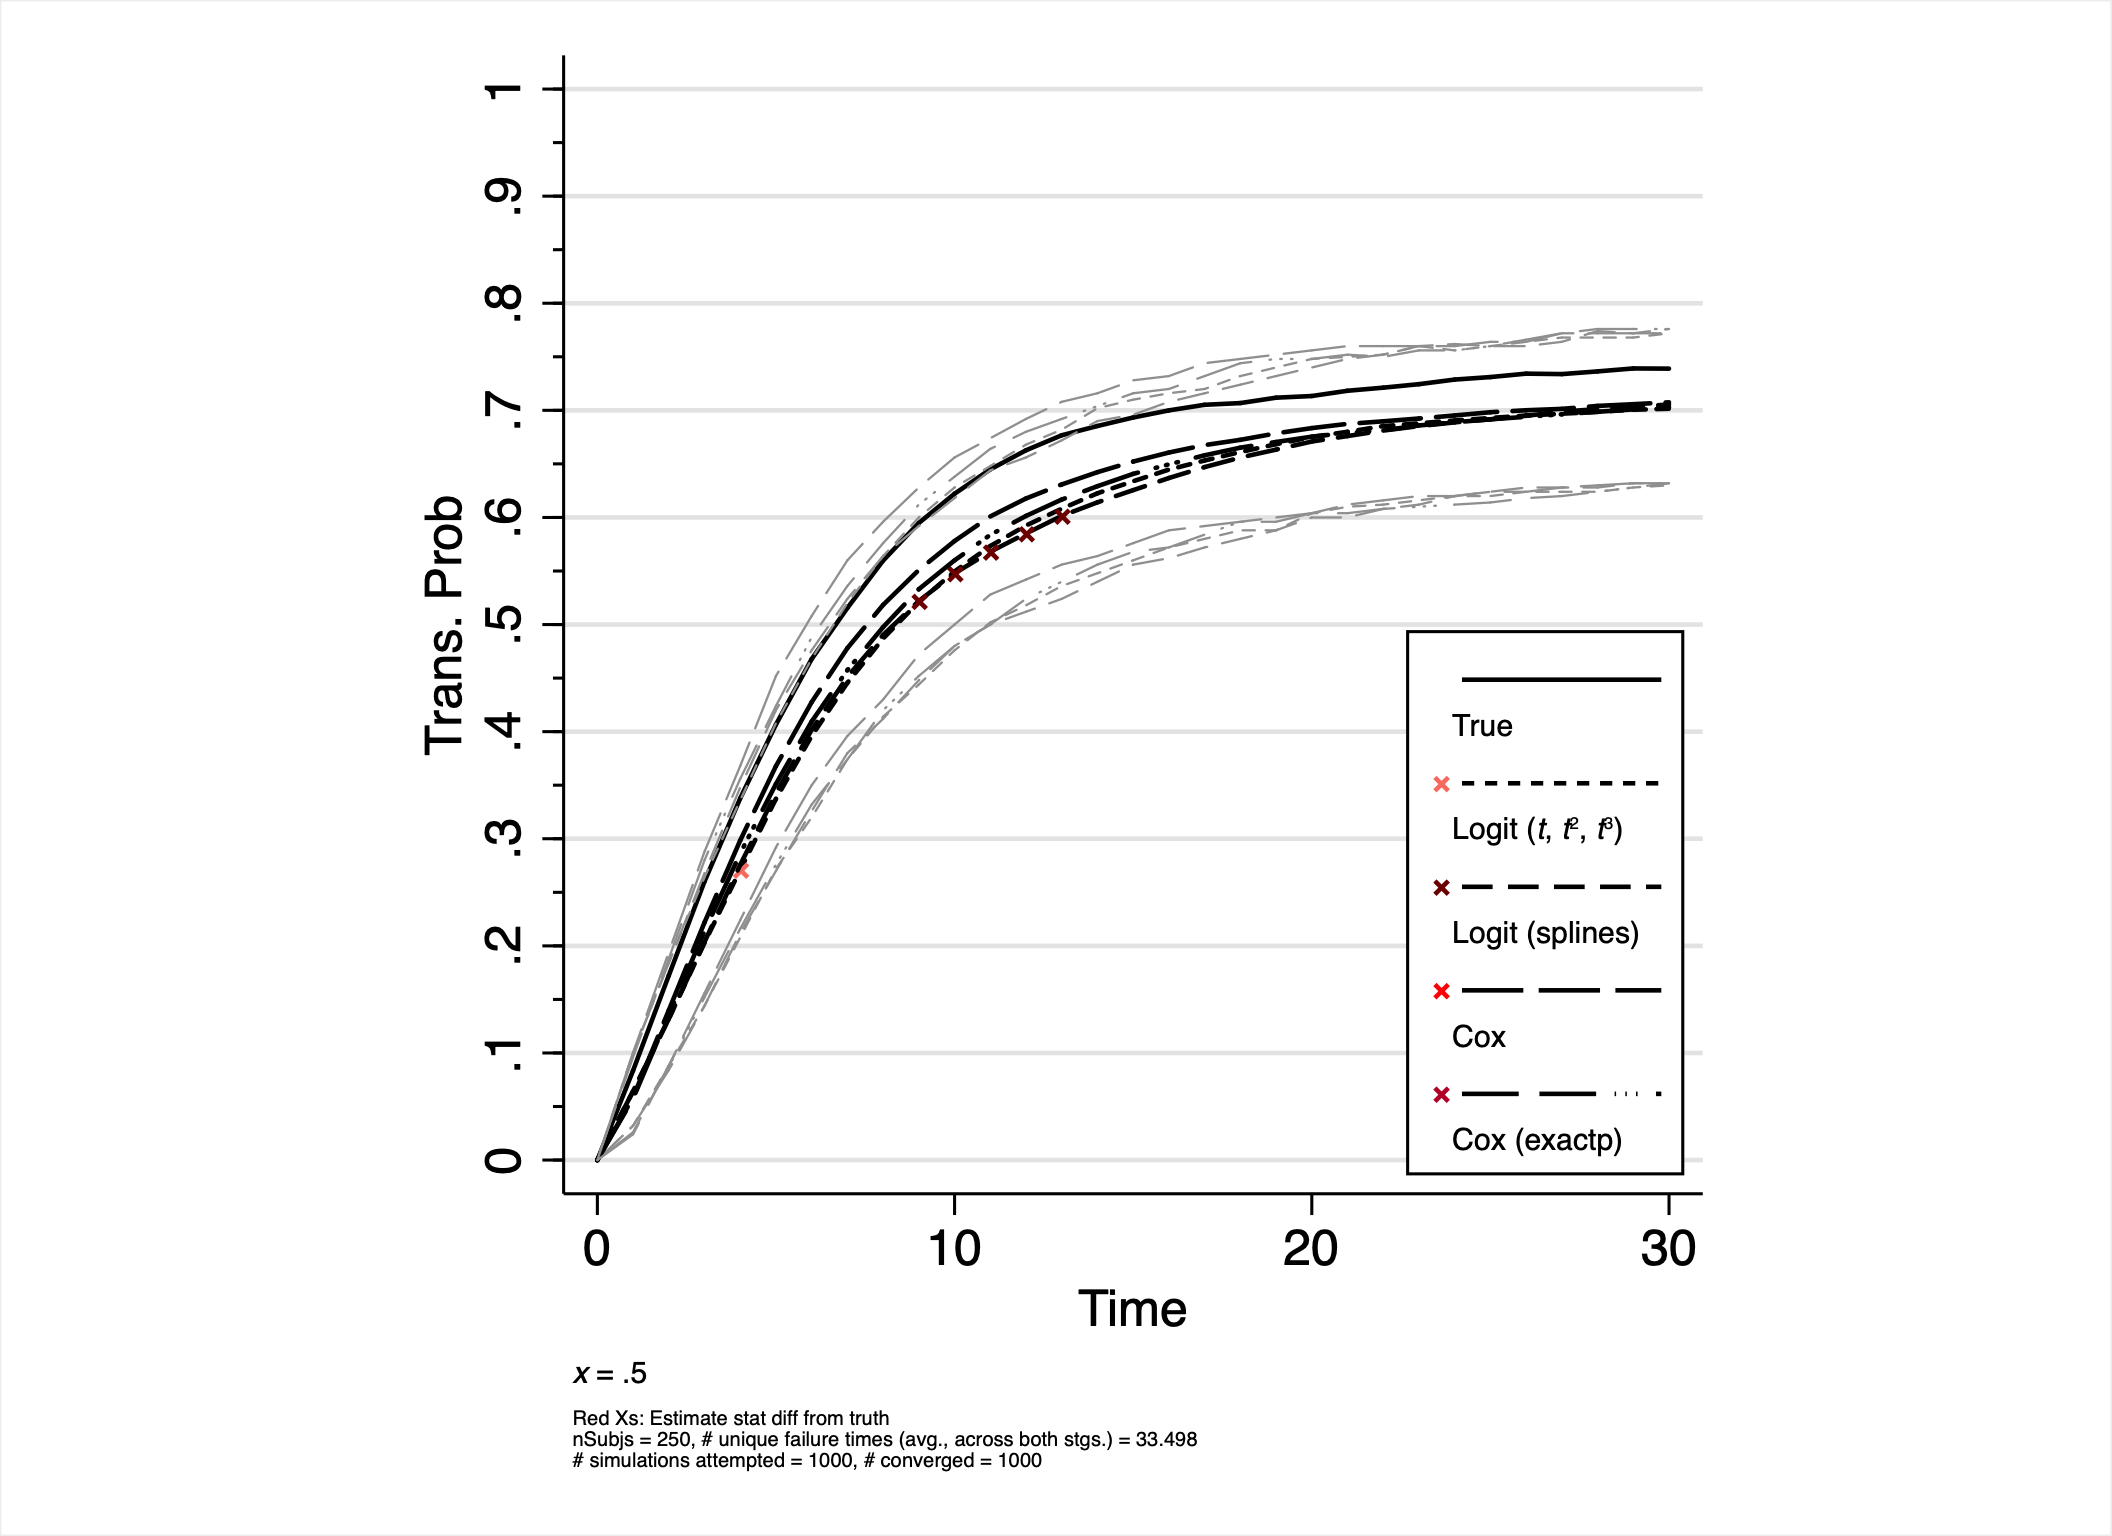 1
.9
.8
.7
.6
.5
.4
.3
.2
.1
0
Trans. Prob
True
Logit (t, t², t³)
Logit (splines)
Cox
Cox (exactp)
0 10 20 30
Time
x = .5
Red Xs: Estimate stat diff from truth
nSubjs = 250, # unique failure times (avg., across both stgs.) = 33.498
# simulations attempted = 1000, # converged = 1000